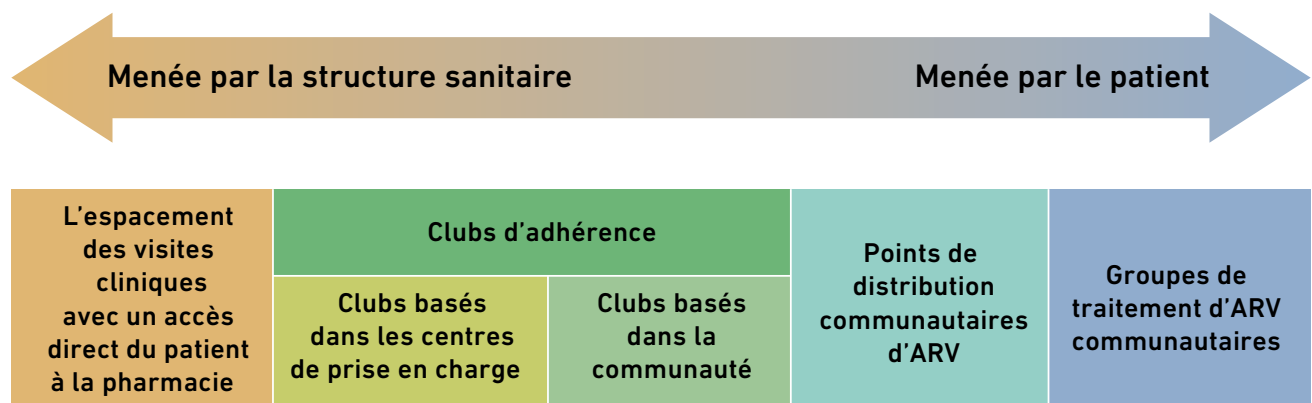 Menée par la structure sanitaire
Menée par le patient
L'espacement
des visites
cliniques
avec un accès
direct du patient
à la pharmacie
Clubs d'adhérence
Clubs basés
dans les centres
de prise en charge
Clubs basés
dans la
communauté
Points de
distribution
communautaires
d'ARV
Groupes de
traitement d'ARV
communautaires